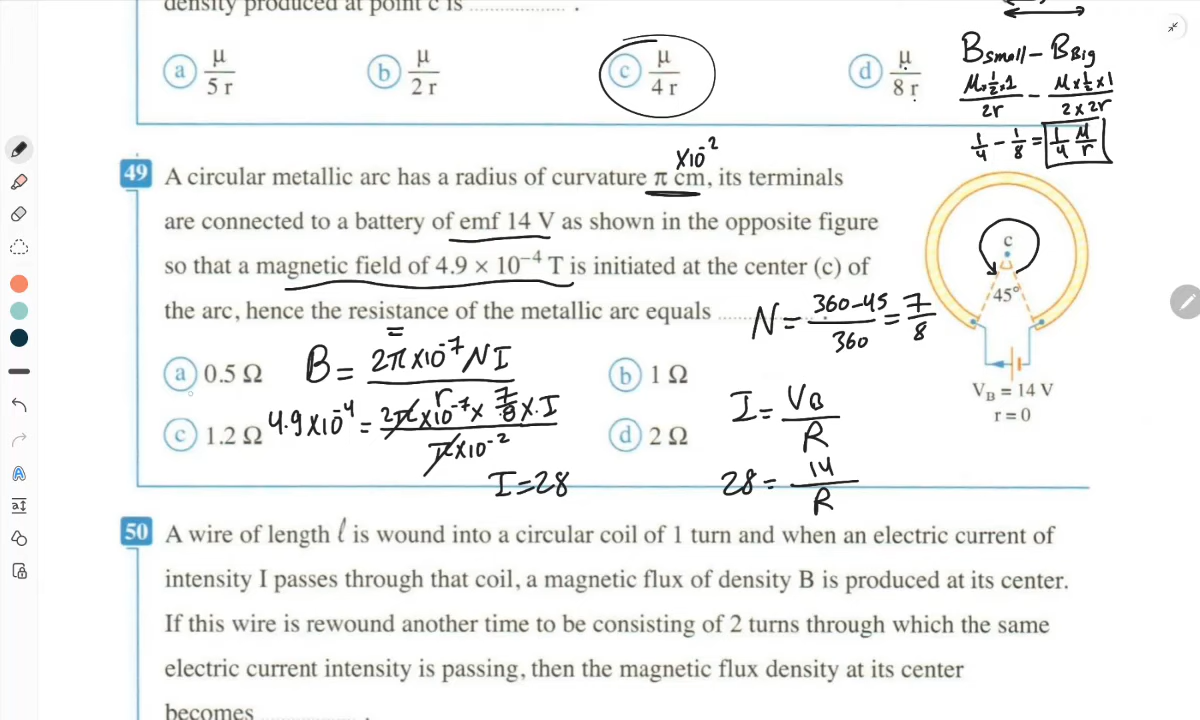 density produced at point c is .................. .
a μ/5 r
b μ/2 r
c μ/4 r
d μ/8 r
B small – B Big
μ×½×1/2r – μ×½×1/2×2r
1/4 – 1/8 = 1/4 μ/r
×10⁻²
49 A circular metallic arc has a radius of curvature π cm, its terminals
are connected to a battery of emf 14 V as shown in the opposite figure
so that a magnetic field of 4.9 × 10⁻⁴ T is initiated at the center (c) of
the arc, hence the resistance of the metallic arc equals ..........
c
45°
V_B = 14 V
r = 0
N = 360–45/360 = 7/8
a 0.5 Ω
b 1 Ω
c 1.2 Ω
d 2 Ω
B = 2π×10⁻⁷ N I/r
4.9×10⁻⁴ = 2π×10⁻⁷ × 7/8 × I/π×10⁻²
I = 28
I = V_B/R
28 = 14/R
50 A wire of length l is wound into a circular coil of 1 turn and when an electric current of
intensity I passes through that coil, a magnetic flux of density B is produced at its center.
If this wire is rewound another time to be consisting of 2 turns through which the same
electric current intensity is passing, then the magnetic flux density at its center
becomes .................. .